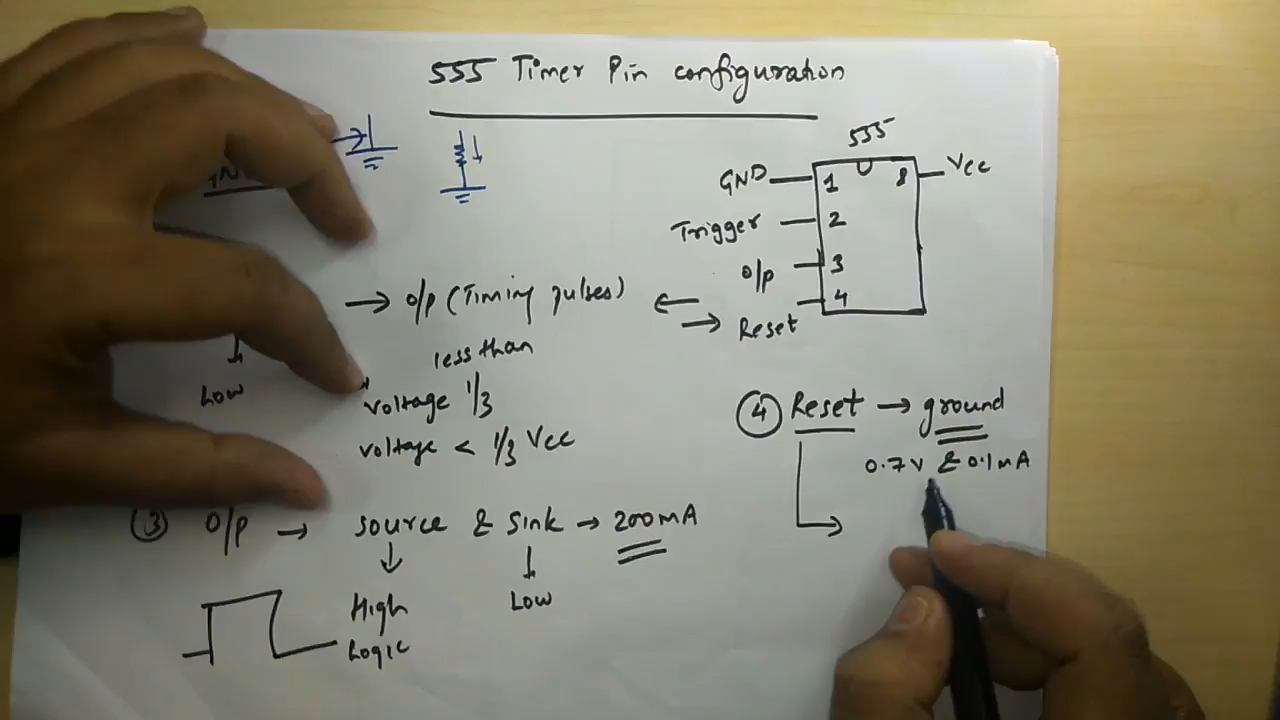 555 Timer Pin configuration
555
GND 1 8 Vcc
Trigger 2
O/p 3
4
Reset
→ O/p (Timing pulses)
less than
Low
voltage 1/3
voltage < 1/3 Vcc
③ O/p → source & sink → 200mA
High
Logic
Low
④ Reset → ground
0.7 V & 0.1mA